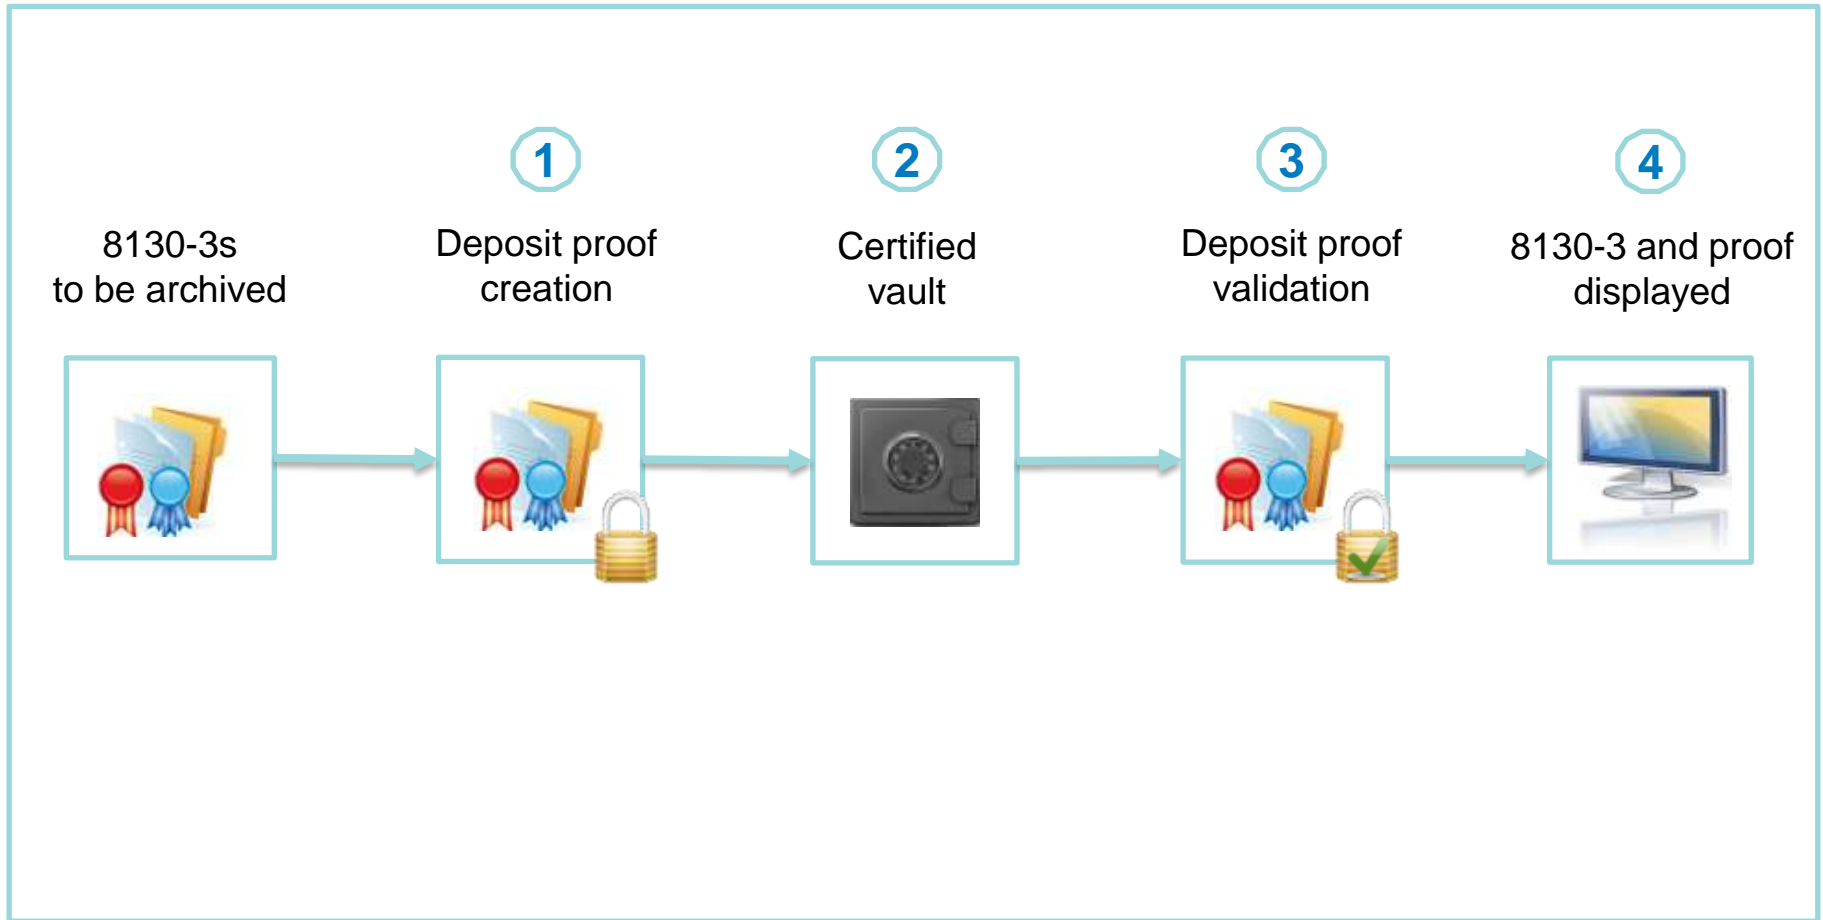 1
2
3
4
8130-3s
to be archived
Deposit proof
creation
Certified
vault
Deposit proof
validation
8130-3 and proof
displayed